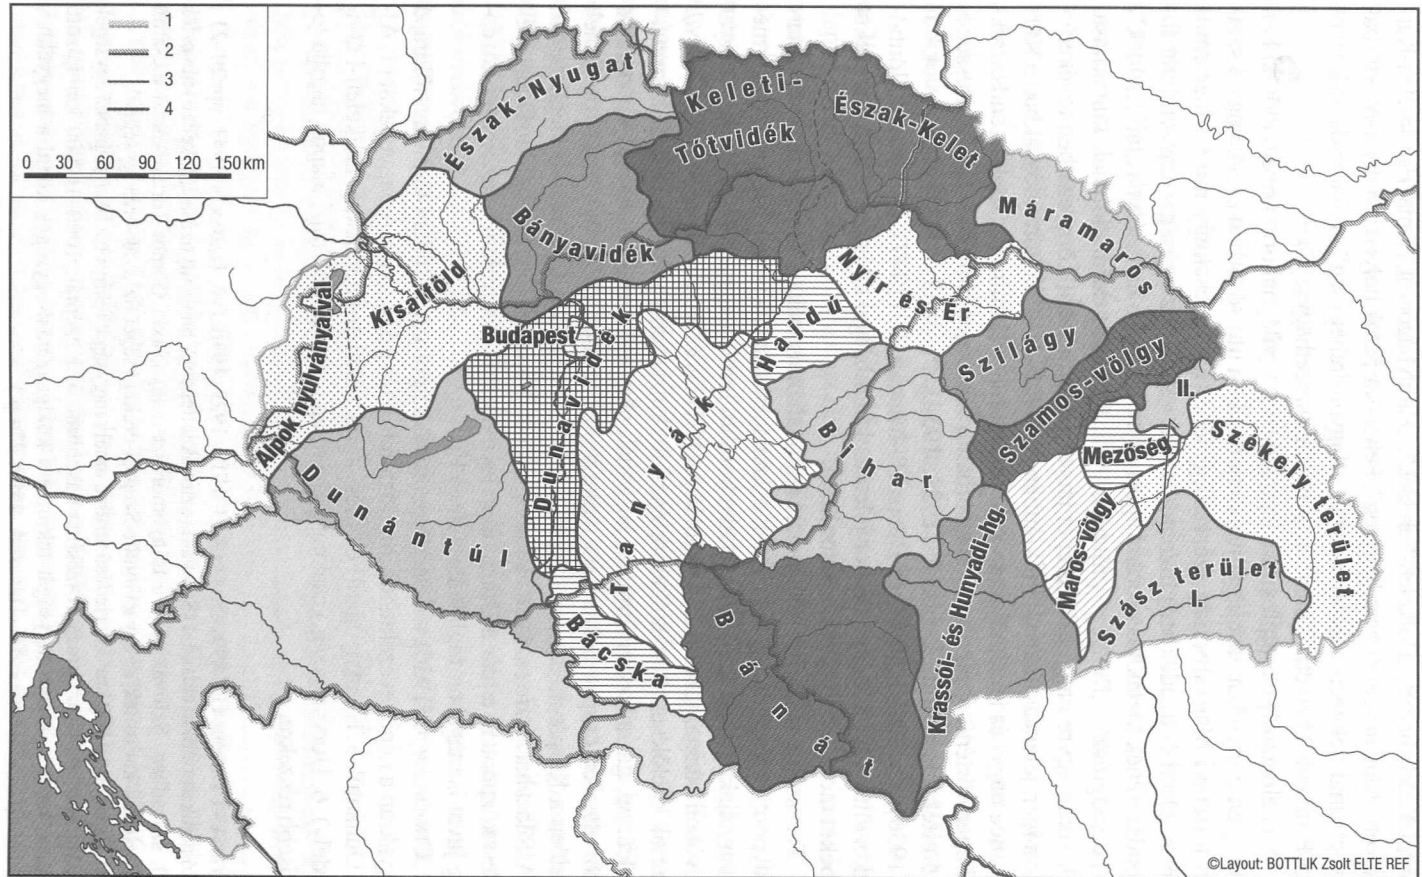 1
2
3
4
0 30 60 90 120 150 km
Észak-Nyugat
Keleti-
Tótvidék
Észak-Kelet
Máramaros
Bányavidék
Kisalföld
Alpok nyúlványaival
Budapest
Dunavidék
Hajdú
Nyír és Ér
Szilágy
Szamos-völgy
II.
Mezőség
Székely terület
Dunántúl
Tanyák
Bihar
Maros-völgy
Szász terület
I.
Krassói- és Hunyadi-hg.
Bácska
Bánát
©Layout: BOTTLIK Zsolt ELTE REF